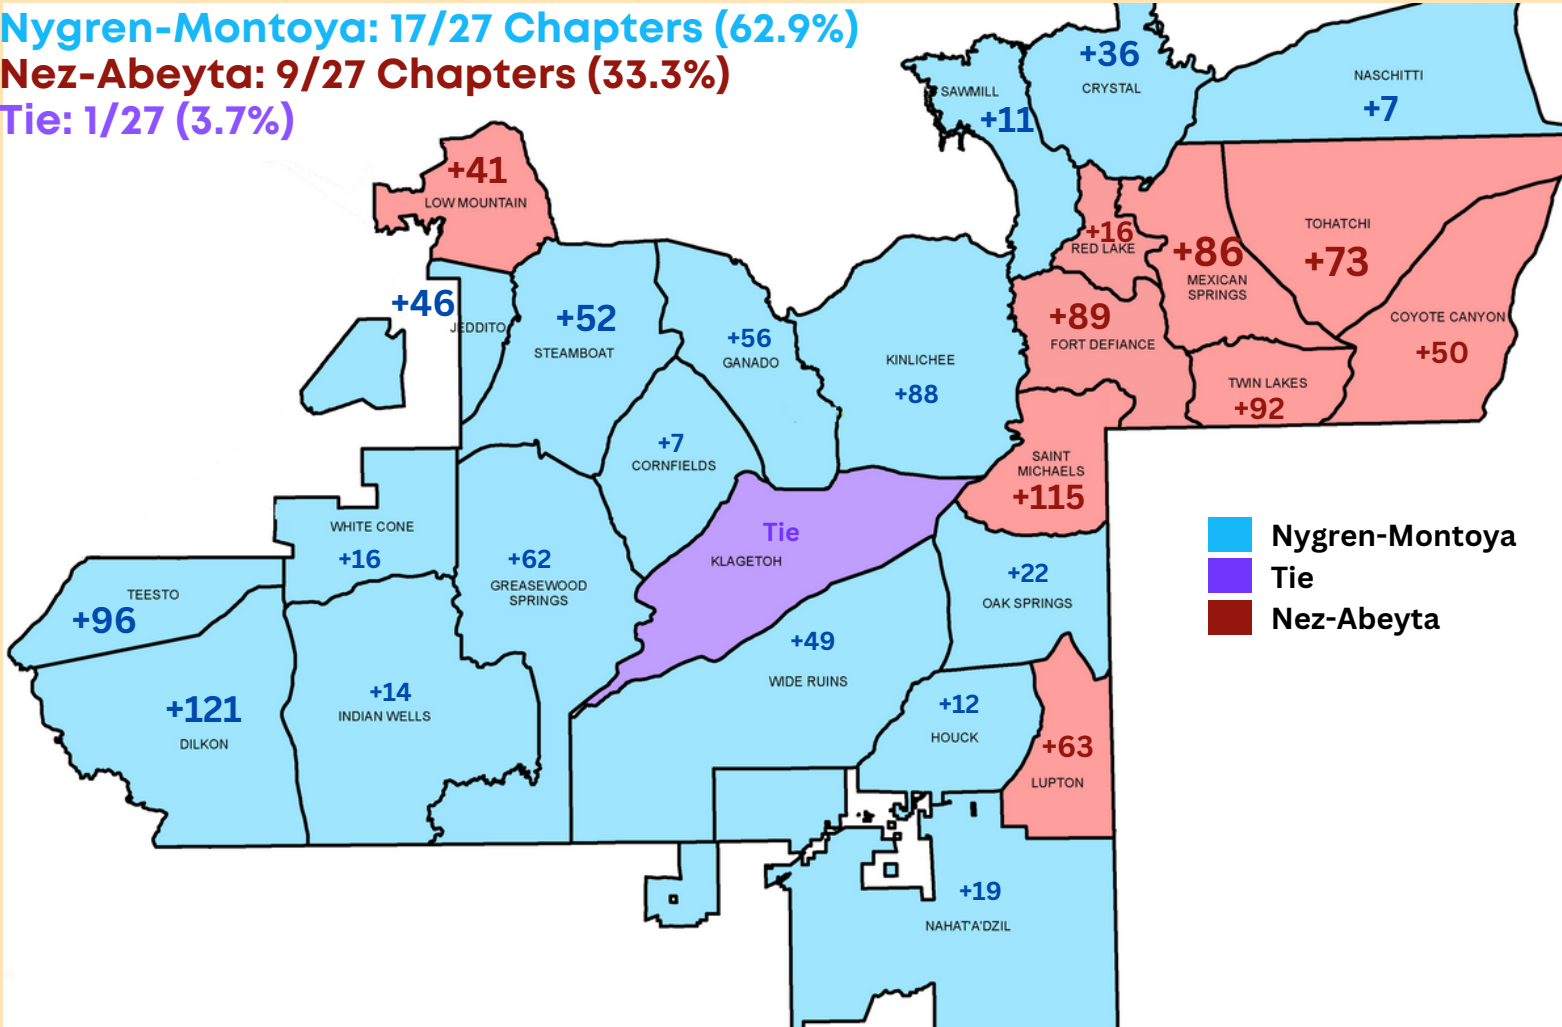 Nygren-Montoya: 17/27 Chapters (62.9%)
Nez-Abeyta: 9/27 Chapters (33.3%)
Tie: 1/27 (3.7%)
+36
CRYSTAL
SAWMILL
+11
NASCHITTI
+7
+41
LOW MOUNTAIN
+16
RED LAKE
+86
MEXICAN
SPRINGS
TOHATCHI
+73
COYOTE CANYON
+50
+89
FORT DEFIANCE
TWIN LAKES
+92
+46
JEDDITO
+52
STEAMBOAT
+56
GANADO
KINLICHEE
+88
+7
CORNFIELDS
SAINT
MICHAELS
+115
WHITE CONE
+16
+62
GREASEWOOD
SPRINGS
Tie
KLAGETOH
+22
OAK SPRINGS
TEESTO
+96
+49
WIDE RUINS
+121
DILKON
+14
INDIAN WELLS
+12
HOUCK
+63
LUPTON
+19
NAHAT'A'DZIL
Nygren-Montoya
Tie
Nez-Abeyta